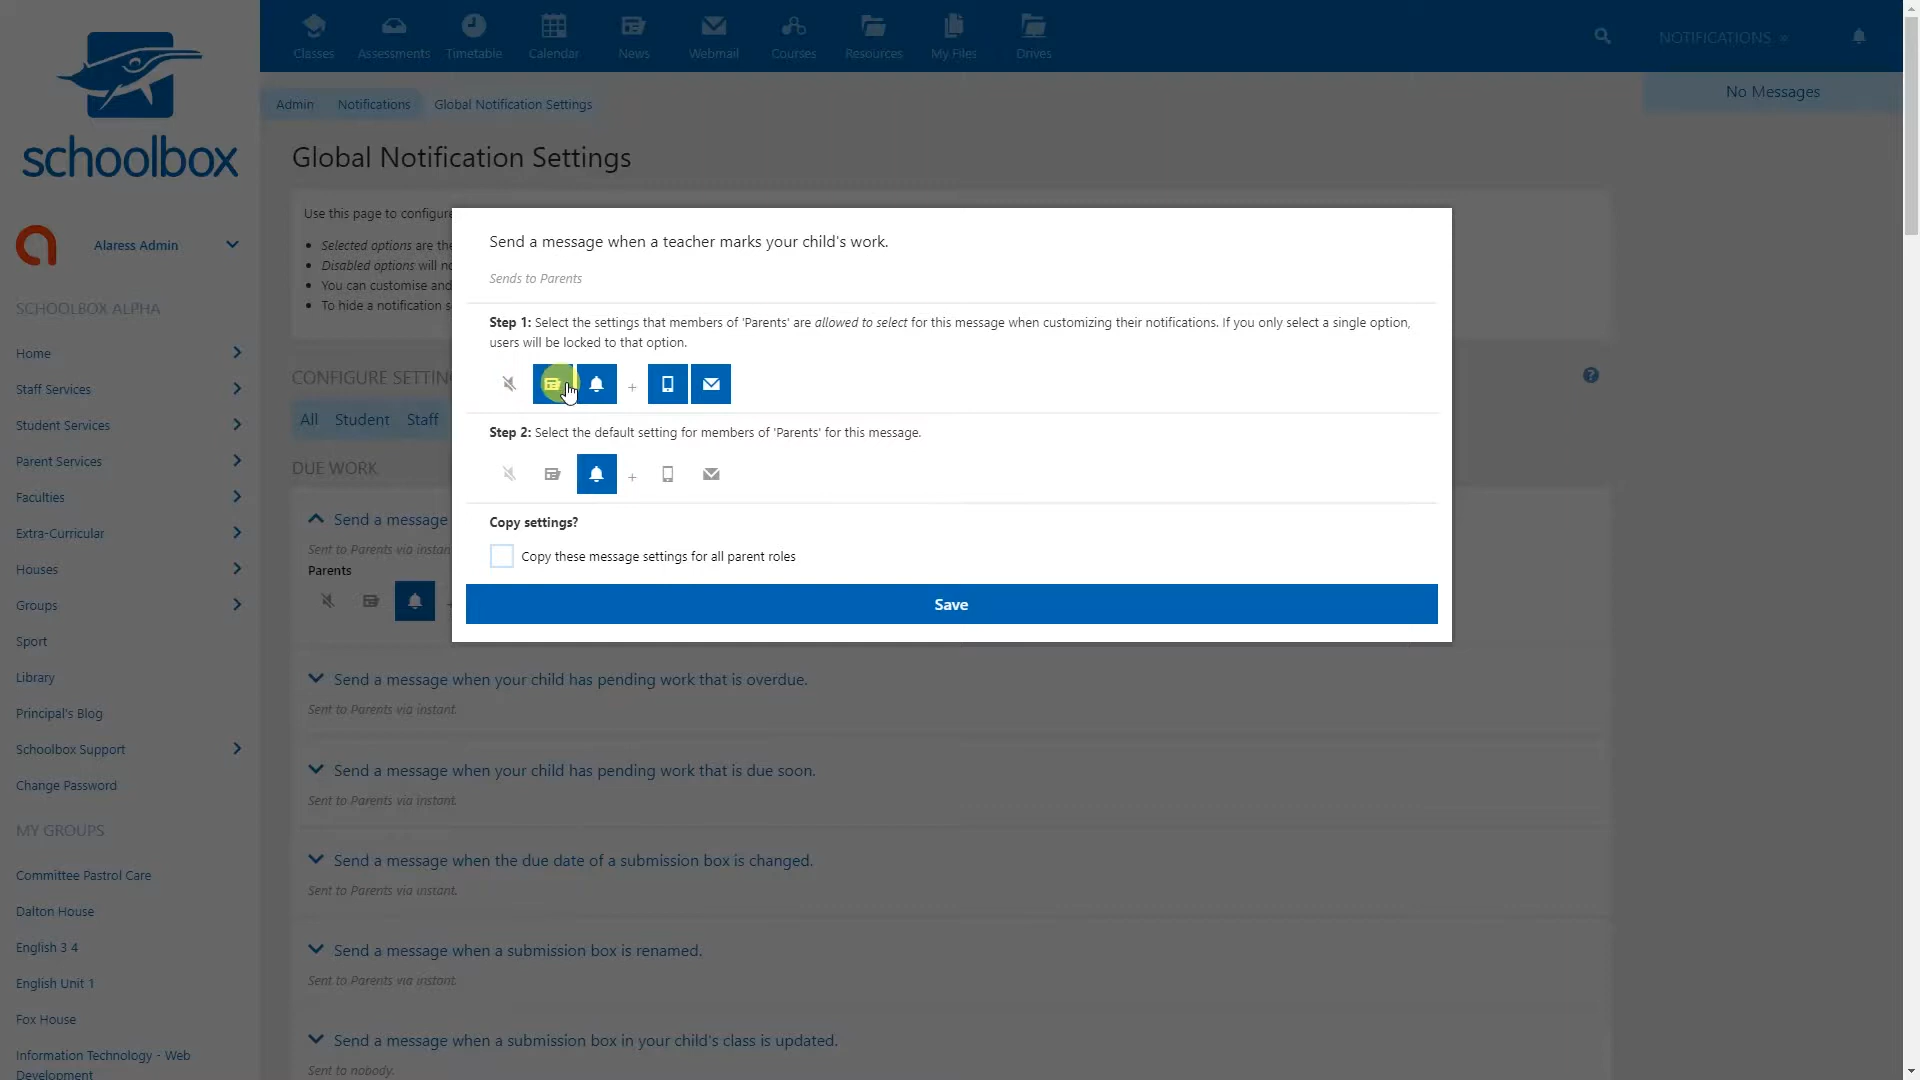 Classes
Assessments
Timetable
Calendar
News
Webmail
Courses
Resources
My Files
Drives
NOTIFICATIONS
No Messages
schoolbox
Alaress Admin
SCHOOLBOX ALPHA
Home
Staff Services
Student Services
Parent Services
Faculties
Extra-Curricular
Houses
Groups
Sport
Library
Principal's Blog
Schoolbox Support
Change Password
MY GROUPS
Committee Pastrol Care
Dalton House
English 3 4
English Unit 1
Fox House
Information Technology - Web
Development
Admin
Notifications
Global Notification Settings
Global Notification Settings
Use this page to configure
Selected options are the
Disabled options will
You can customise and
To hide a notification
Send a message when a teacher marks your child's work.
Sends to Parents
Step 1: Select the settings that members of 'Parents' are allowed to select for this message when customizing their notifications. If you only select a single option,
users will be locked to that option.
+
Step 2: Select the default setting for members of 'Parents' for this message.
+
Copy settings?
Copy these message settings for all parent roles
Save
CONFIGURE
All
Student
Staff
DUE WORK
Send a message
Sent to Parents via
Parents
Send a message when your child has pending work that is overdue.
Sent to Parents via instant.
Send a message when your child has pending work that is due soon.
Sent to Parents via instant.
Send a message when the due date of a submission box is changed.
Sent to Parents via instant.
Send a message when a submission box is renamed.
Sent to Parents via instant.
Send a message when a submission box in your child's class is updated.
Sent to nobody.